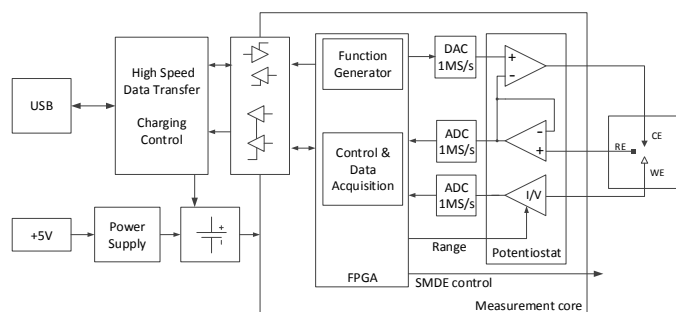 USB
High Speed
Data Transfer
Charging
Control
+5V
Power
Supply
+
Function
Generator
Control &
Data
Acquisition
FPGA
DAC
1MS/s
ADC
1MS/s
ADC
1MS/s
+
-
-
+
I/V
Potentiostat
Range
SMDE control
Measurement core
CE
RE
WE